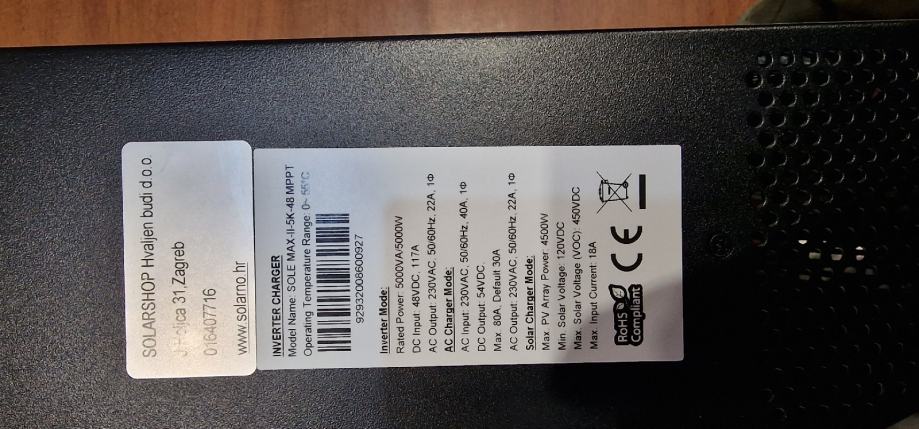 SOLARSHOP Hvaljen budi d.o.o
31,Zagreb
016407716
www.solarno.hr
INVERTER CHARGER
Model Name: SOLE MAX-II-5K-48 MPPT
Operating Temperature Range: 0~ 55°C
92932008600927
Inverter Mode:
Rated Power: 5000VA/5000W
DC Input: 48VDC, 117A
AC Output: 230VAC, 50/60Hz, 22A, 1Φ
AC Charger Mode:
AC Input: 230VAC, 50/60Hz, 40A, 1Φ
DC Output: 54VDC,
Max. 80A, Default 30A
AC Output: 230VAC, 50/60Hz, 22A, 1Φ
Solar Charger Mode:
Max. PV Array Power: 4500W
Min. Solar Voltage: 120VDC
Max. Solar Voltage (VOC): 450VDC
Max. Input Current: 18A
RoHS
Compliant
CE